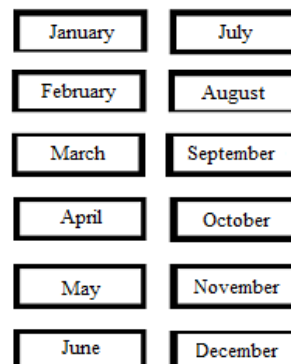 January
July
February
August
March
September
April
October
May
November
June
December